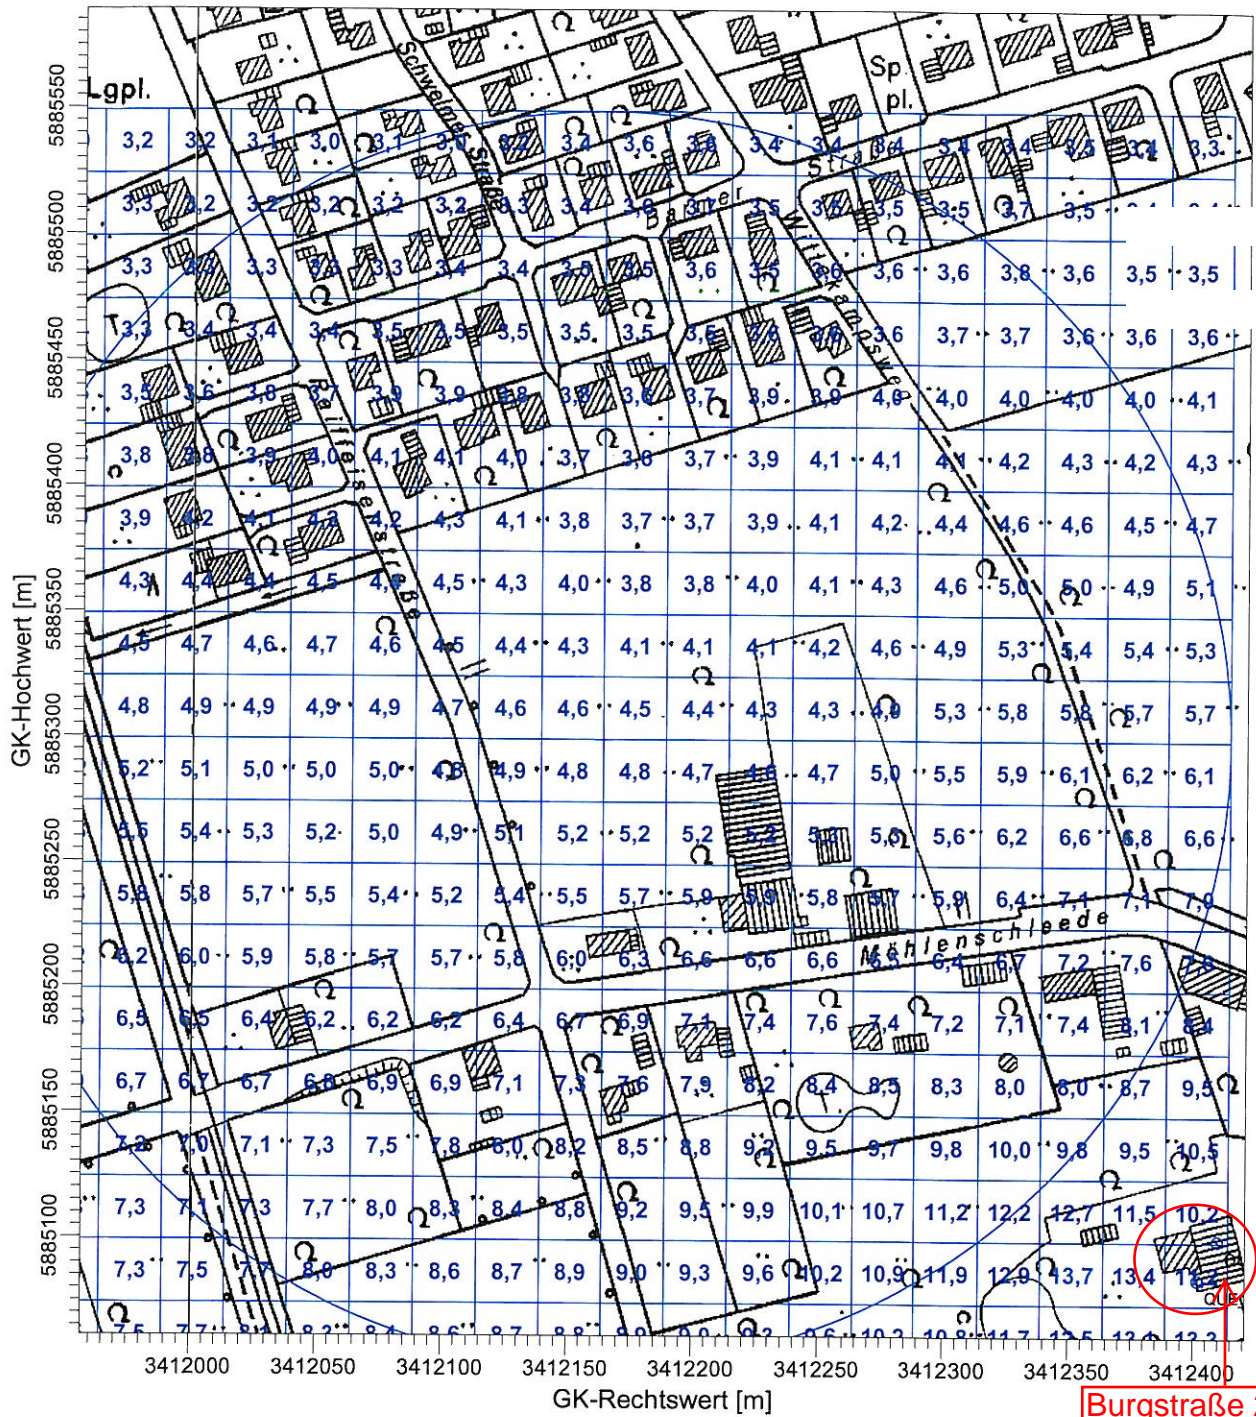 Lgpl.
Sp.
pl.
Schwelmer Straße
3,2 3,2 3,1 3,0 3,1 3,0 3,2 3,4 3,6 3,6 3,4 3,4 3,4 3,4 3,4 3,5 3,4 3,3
Straße
Barmer
3,3 3,2 3,2 3,2 3,2 3,2 3,3 3,4 3,6 3,7 3,5 3,5 3,5 3,5 3,7 3,5
Wittekampsweg
3,3 3,3 3,3 3,3 3,3 3,4 3,4 3,5 3,5 3,6 3,5 3,6 3,6 3,6 3,8 3,6 3,5 3,5
3,3 3,4 3,4 3,4 3,5 3,5 3,5 3,5 3,5 3,5 3,6 3,6 3,6 3,7 3,7 3,6 3,6 3,6
3,5 3,6 3,8 3,7 3,9 3,9 3,8 3,8 3,6 3,7 3,9 3,9 4,0 4,0 4,0 4,0 4,0 4,1
Reiffeisenstreße
3,8 3,8 3,9 4,0 4,1 4,1 4,0 3,7 3,6 3,7 3,9 4,1 4,1 4,1 4,2 4,3 4,2 4,3
3,9 4,2 4,1 4,2 4,2 4,3 4,1 3,8 3,7 3,7 3,9 4,1 4,2 4,4 4,6 4,6 4,5 4,7
4,3 4,4 4,4 4,5 4,4 4,5 4,3 4,0 3,8 3,8 4,0 4,1 4,3 4,6 5,0 5,0 4,9 5,1
4,5 4,7 4,6 4,7 4,6 4,5 4,4 4,3 4,1 4,1 4,1 4,2 4,6 4,9 5,3 5,4 5,4 5,3
4,8 4,9 4,9 4,9 4,9 4,7 4,6 4,6 4,5 4,4 4,3 4,3 4,9 5,3 5,8 5,8 5,7 5,7
5,2 5,1 5,0 5,0 5,0 4,8 4,9 4,8 4,8 4,7 4,6 4,7 5,0 5,5 5,9 6,1 6,2 6,1
5,5 5,4 5,3 5,2 5,0 4,9 5,1 5,2 5,2 5,2 5,2 5,3 5,6 6,2 6,6 6,8 6,6
5,8 5,8 5,7 5,5 5,4 5,2 5,4 5,5 5,7 5,9 5,9 5,8 5,7 5,9 6,4 7,1 7,1 7,0
Möhlenschleede
6,2 6,0 5,9 5,8 5,7 5,7 5,8 6,0 6,3 6,6 6,6 6,6 6,5 6,4 6,7 7,2 7,6 7,8
6,5 6,5 6,4 6,2 6,2 6,2 6,4 6,7 6,9 7,1 7,4 7,6 7,4 7,2 7,1 7,4 8,1 8,4
6,7 6,7 6,7 6,8 6,9 6,9 7,1 7,3 7,6 7,9 8,2 8,4 8,5 8,3 8,0 8,0 8,7 9,5
7,2 7,0 7,1 7,3 7,5 7,8 8,0 8,2 8,5 8,8 9,2 9,5 9,7 9,8 10,0 9,8 9,5 10,5
7,3 7,1 7,3 7,7 8,0 8,3 8,4 8,8 9,2 9,5 9,9 10,1 10,7 11,2 12,2 12,7 11,5 10,2
7,3 7,5 7,7 8,0 8,3 8,6 8,7 8,9 9,0 9,3 9,6 10,2 10,9 11,9 12,9 13,7 13,4
QUE
5885550
5885500
5885450
5885400
5885350
5885300
5885250
5885200
5885150
5885100
GK-Hochwert [m]
3412000 3412050 3412100 3412150 3412200 3412250 3412300 3412350 3412400
GK-Rechtswert [m]
Burgstraße